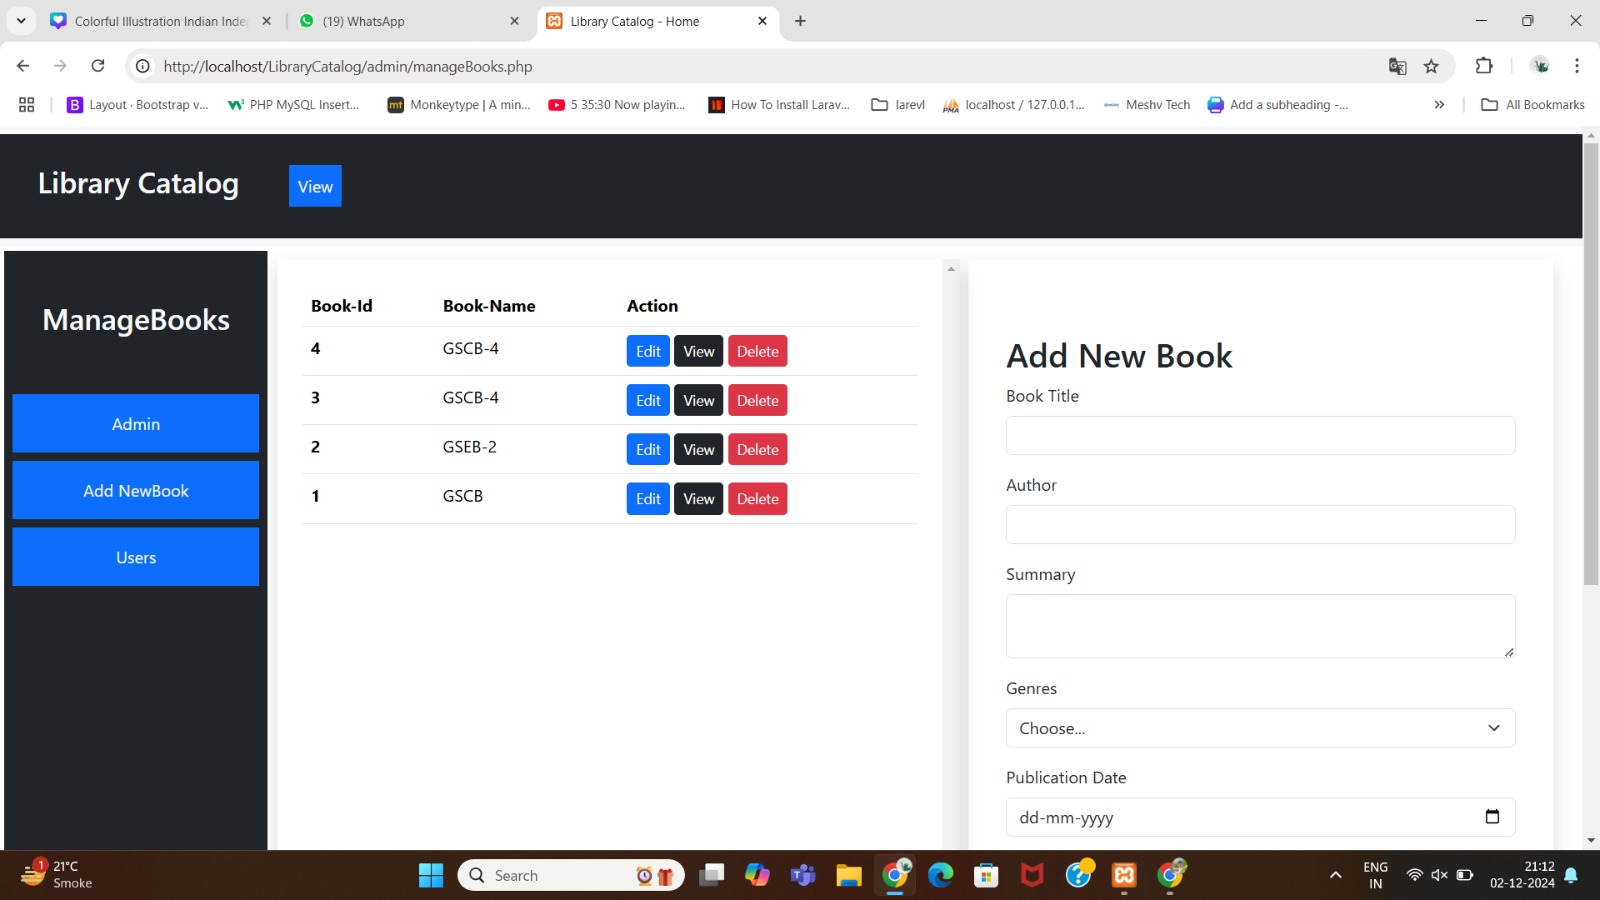 Colorful Illustration Indian Inde
(19) WhatsApp
Library Catalog - Home
http://localhost/LibraryCatalog/admin/manageBooks.php
Layout · Bootstrap v...
PHP MySQL Insert...
mt
Monkeytype | A min...
5 35:30 Now playin...
How To Install Larav...
larevl
PMA
localhost / 127.0.0.1...
Meshv Tech
Add a subheading -...
»
All Bookmarks
Library Catalog
View
ManageBooks
Admin
Add NewBook
Users
Book-Id Book-Name Action
4 GSCB-4 Edit View Delete
3 GSCB-4 Edit View Delete
2 GSEB-2 Edit View Delete
1 GSCB Edit View Delete
Add New Book
Book Title
Author
Summary
Genres
Choose...
Publication Date
dd-mm-yyyy
1
21°C
Smoke
Search
ENG
IN
21:12
02-12-2024